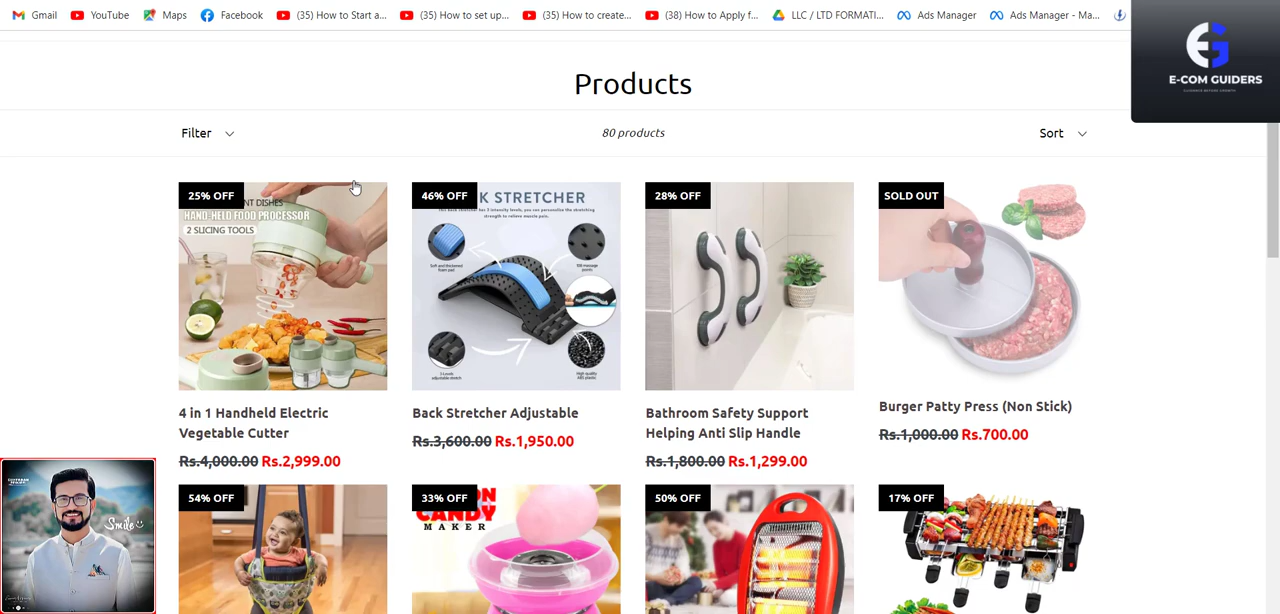 Gmail
YouTube
Maps
Facebook
(35) How to Start a...
(35) How to set up...
(35) How to create...
(38) How to Apply f...
LLC / LTD FORMATI...
Ads Manager
Ads Manager - Ma...
E-COM GUIDERS
Products
Filter
80 products
Sort
25% OFF
46% OFF
28% OFF
SOLD OUT
NT DISHES
HAND-HELD FOOD PROCESSOR
2 SLICING TOOLS
K STRETCHER
4 in 1 Handheld Electric
Vegetable Cutter
Rs.4,000.00 Rs.2,999.00
Back Stretcher Adjustable
Rs.3,600.00 Rs.1,950.00
Bathroom Safety Support
Helping Anti Slip Handle
Rs.1,800.00 Rs.1,299.00
Burger Patty Press (Non Stick)
Rs.1,000.00 Rs.700.00
54% OFF
33% OFF
50% OFF
17% OFF
ON
CANDY
MAKER
Smile